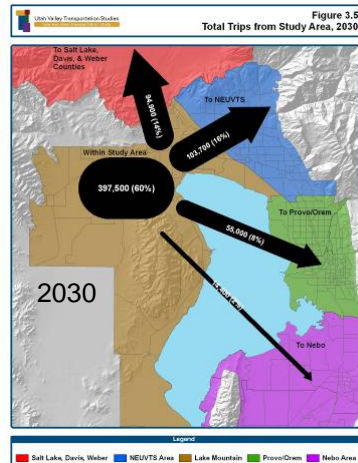 Utah Valley Transportation Studies
Figure 3.5
Total Trips from Study Area, 2030
To Salt Lake,
Davis, & Weber
Counties
94,900 (14%)
To NEUVTS
103,700 (16%)
Within Study Area
397,500 (60%)
To Provo/Orem
55,000 (8%)
2030
To Nebo
Legend
Salt Lake, Davis, Weber
NEUVTS Area
Lake Mountain
Provo/Orem
Nebo Area